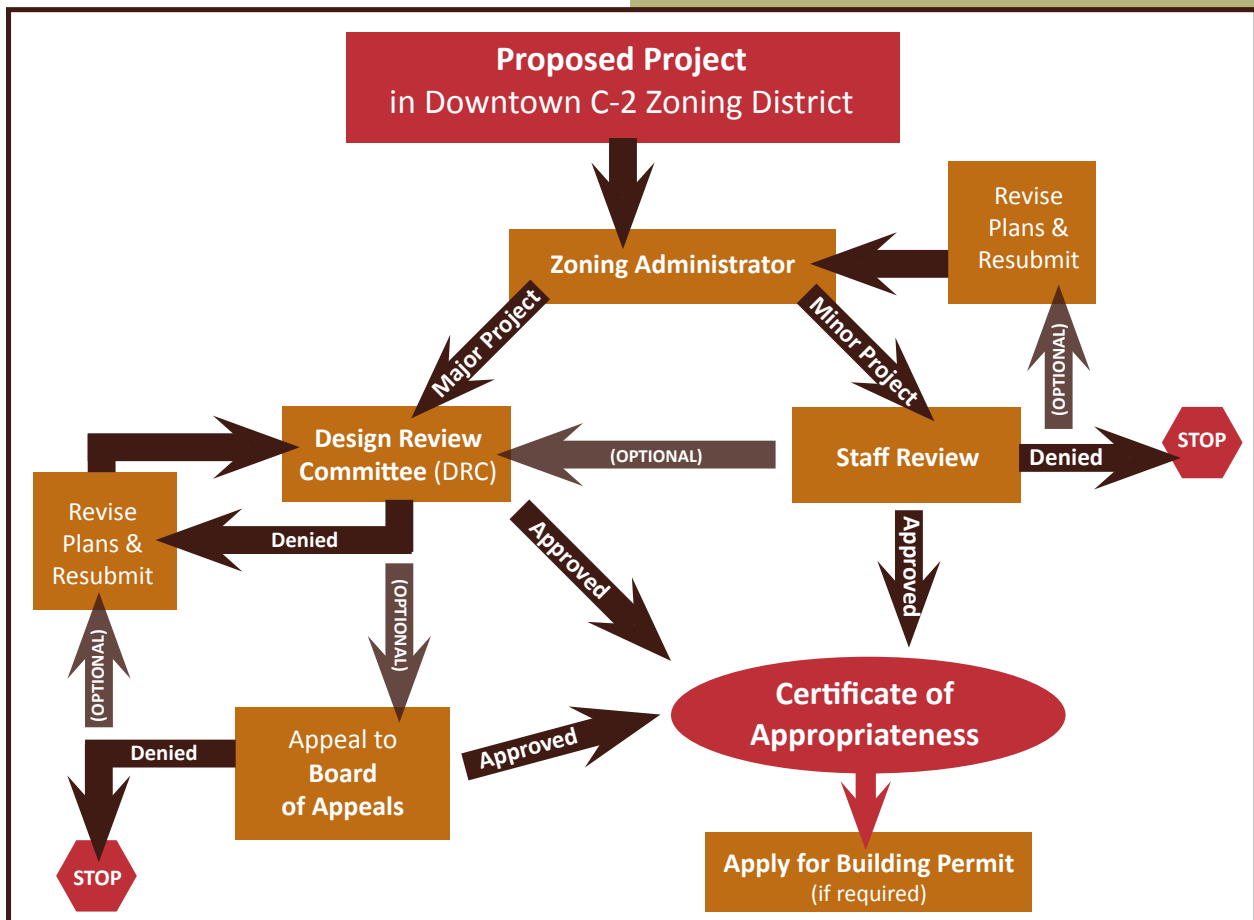 Proposed Project
in Downtown C-2 Zoning District
Revise
Plans &
Resubmit
Zoning Administrator
Major Project
Minor Project
(OPTIONAL)
Design Review
Committee (DRC)
(OPTIONAL)
Staff Review
Denied
STOP
Revise
Plans &
Resubmit
Denied
Approved
Approved
(OPTIONAL)
(OPTIONAL)
Certificate of
Appropriateness
Denied
Appeal to
Board
of Appeals
Approved
STOP
Apply for Building Permit
(if required)